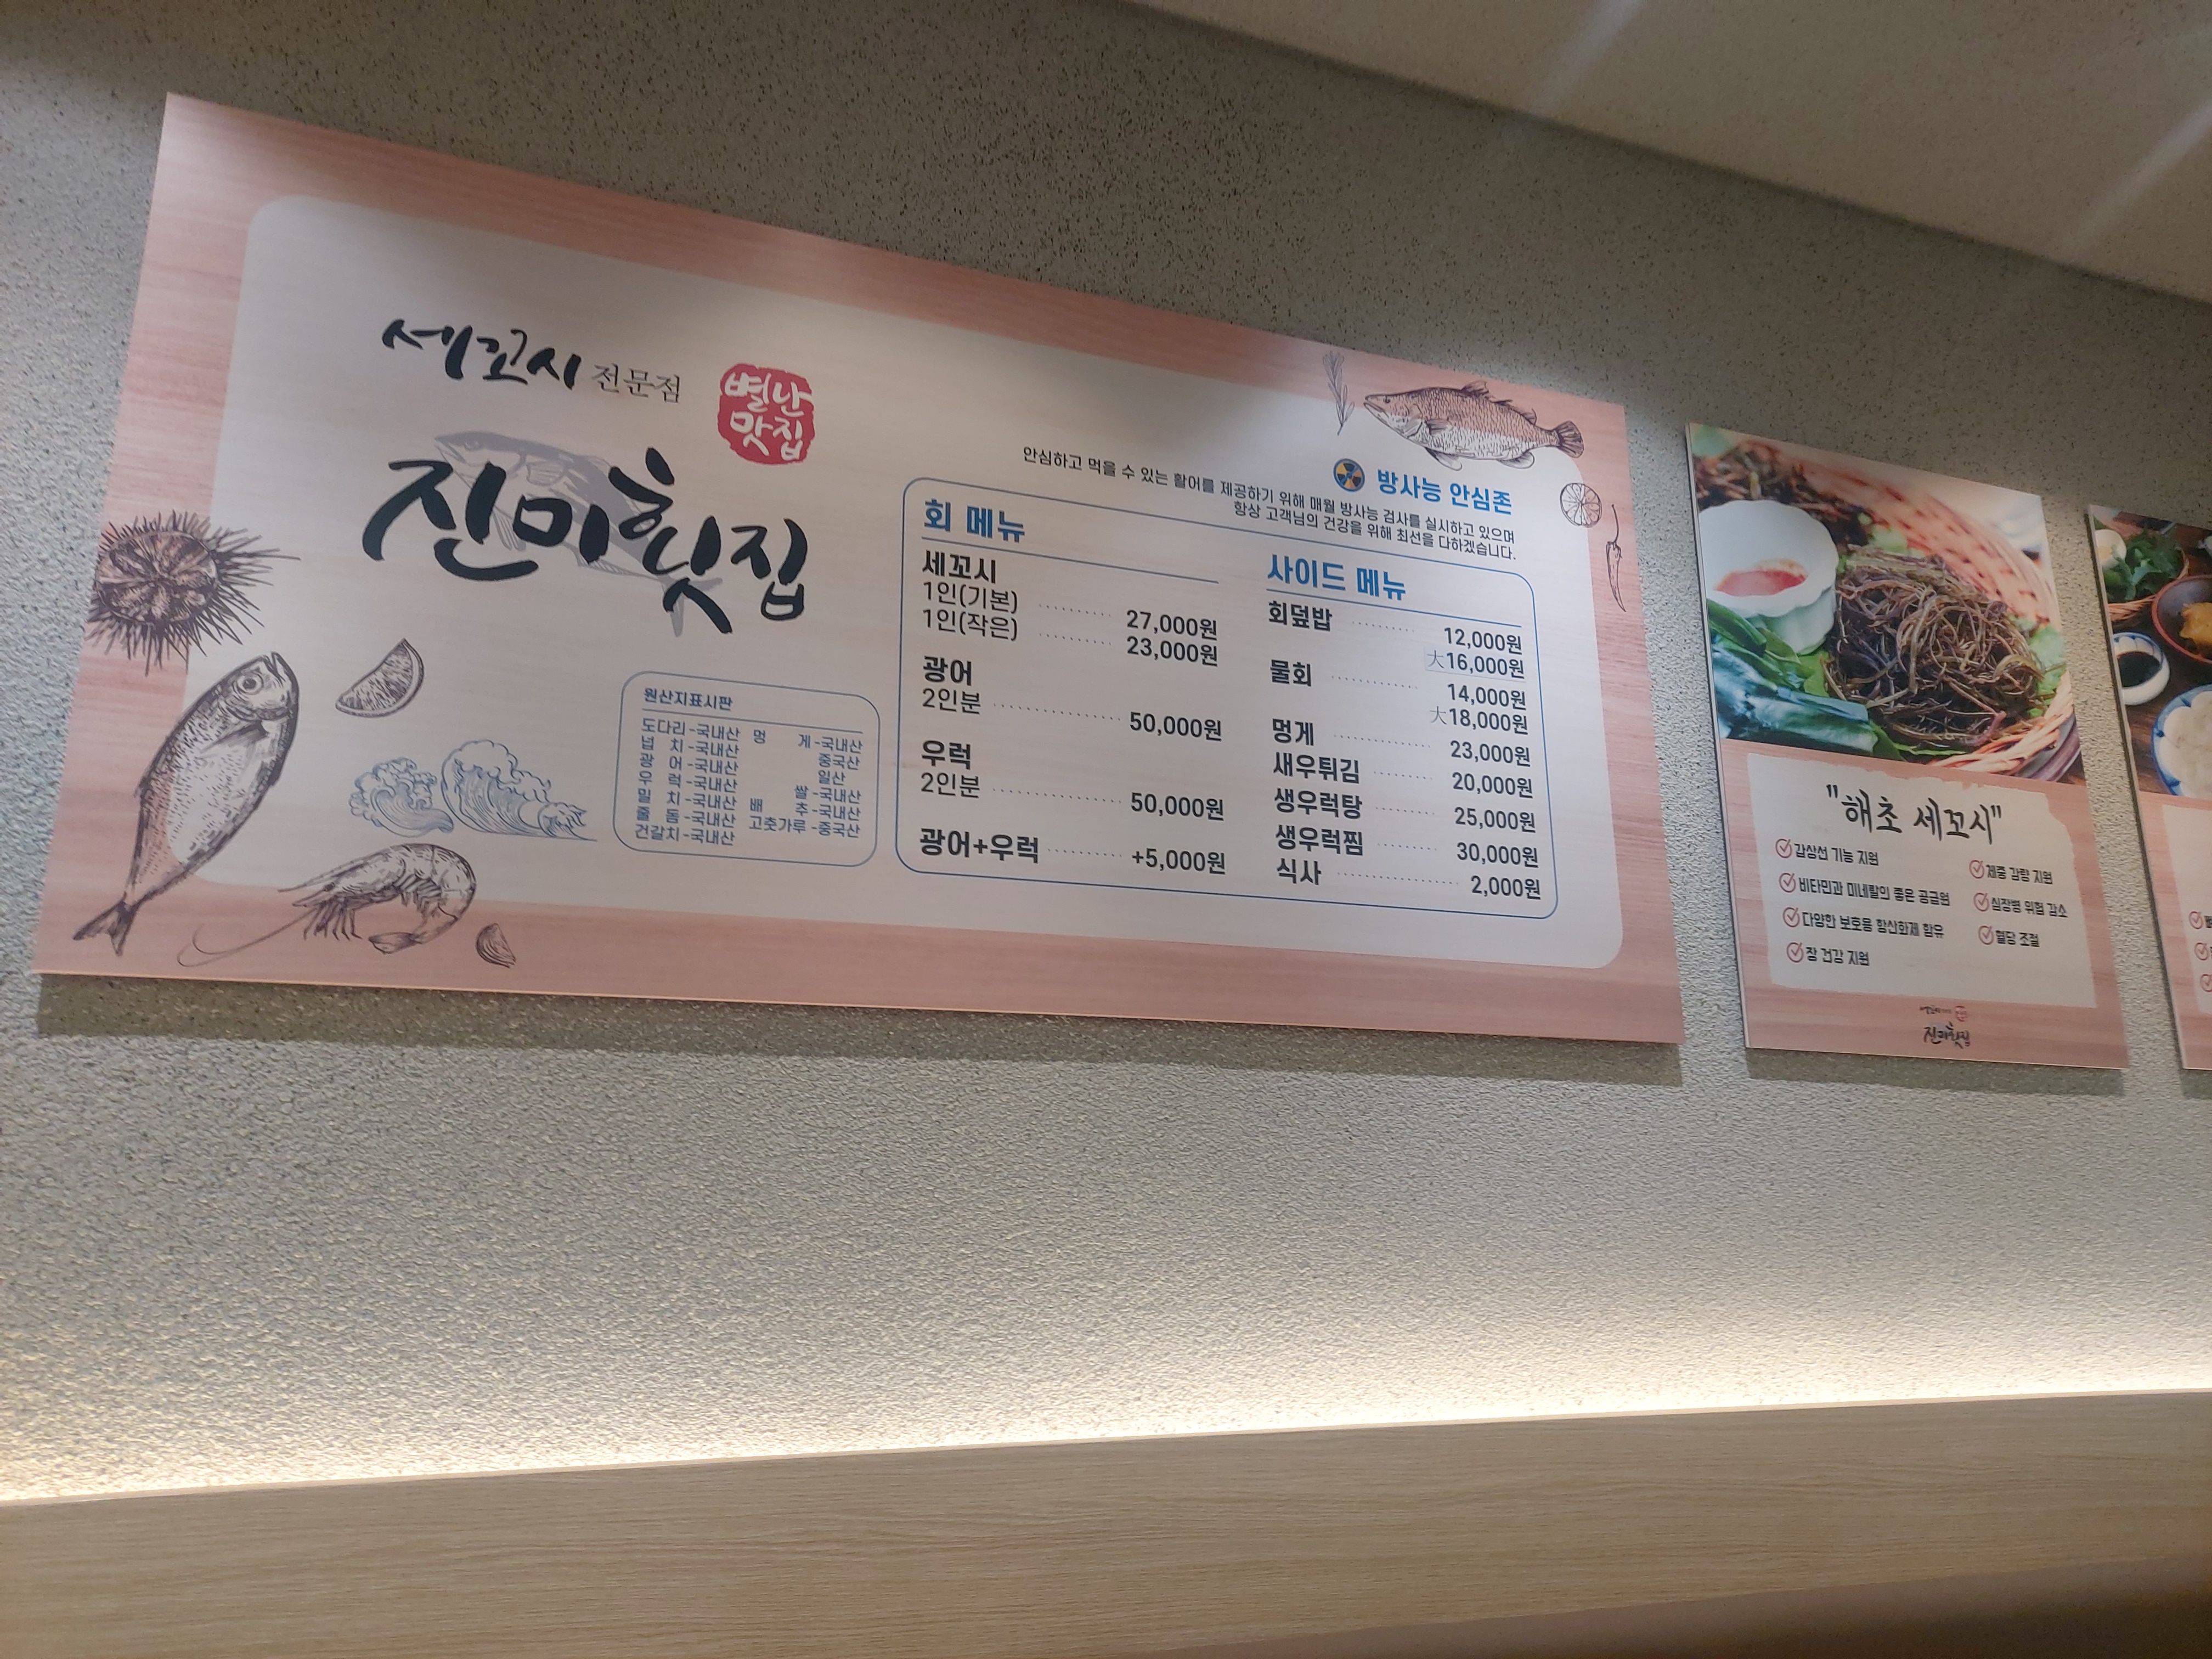 세꼬시 전문점
별난
맛집
진미횟집
방사능 안심존
안심하고 먹을 수 있는 활어를 제공하기 위해 매월 방사능 검사를 실시하고 있으며
항상 고객님의 건강을 위해 최선을 다하겠습니다.
원산지표시판
도다리-국내산
넙 치-국내산
광 어-국내산
우 럭-국내산
밀 치-국내산
줄 돔-국내산
건갈치-국내산
멍 게-국내산
중국산
일산
쌀-국내산
배 추-국내산
고춧가루-중국산
회 메뉴
세꼬시
1인(기본) 27,000원
1인(작은) 23,000원
광어
2인분 50,000원
우럭
2인분 50,000원
광어+우럭 +5,000원
사이드 메뉴
회덮밥 12,000원
大16,000원
물회 14,000원
大18,000원
멍게 23,000원
새우튀김 20,000원
생우럭탕 25,000원
생우럭찜 30,000원
식사 2,000원
"해초 세꼬시"
갑상선 기능 지원
비타민과 미네랄의 좋은 공급원
다양한 보호용 항산화제 함유
장 건강 지원
체중 감량 지원
심장병 위험 감소
혈당 조절
진미횟집